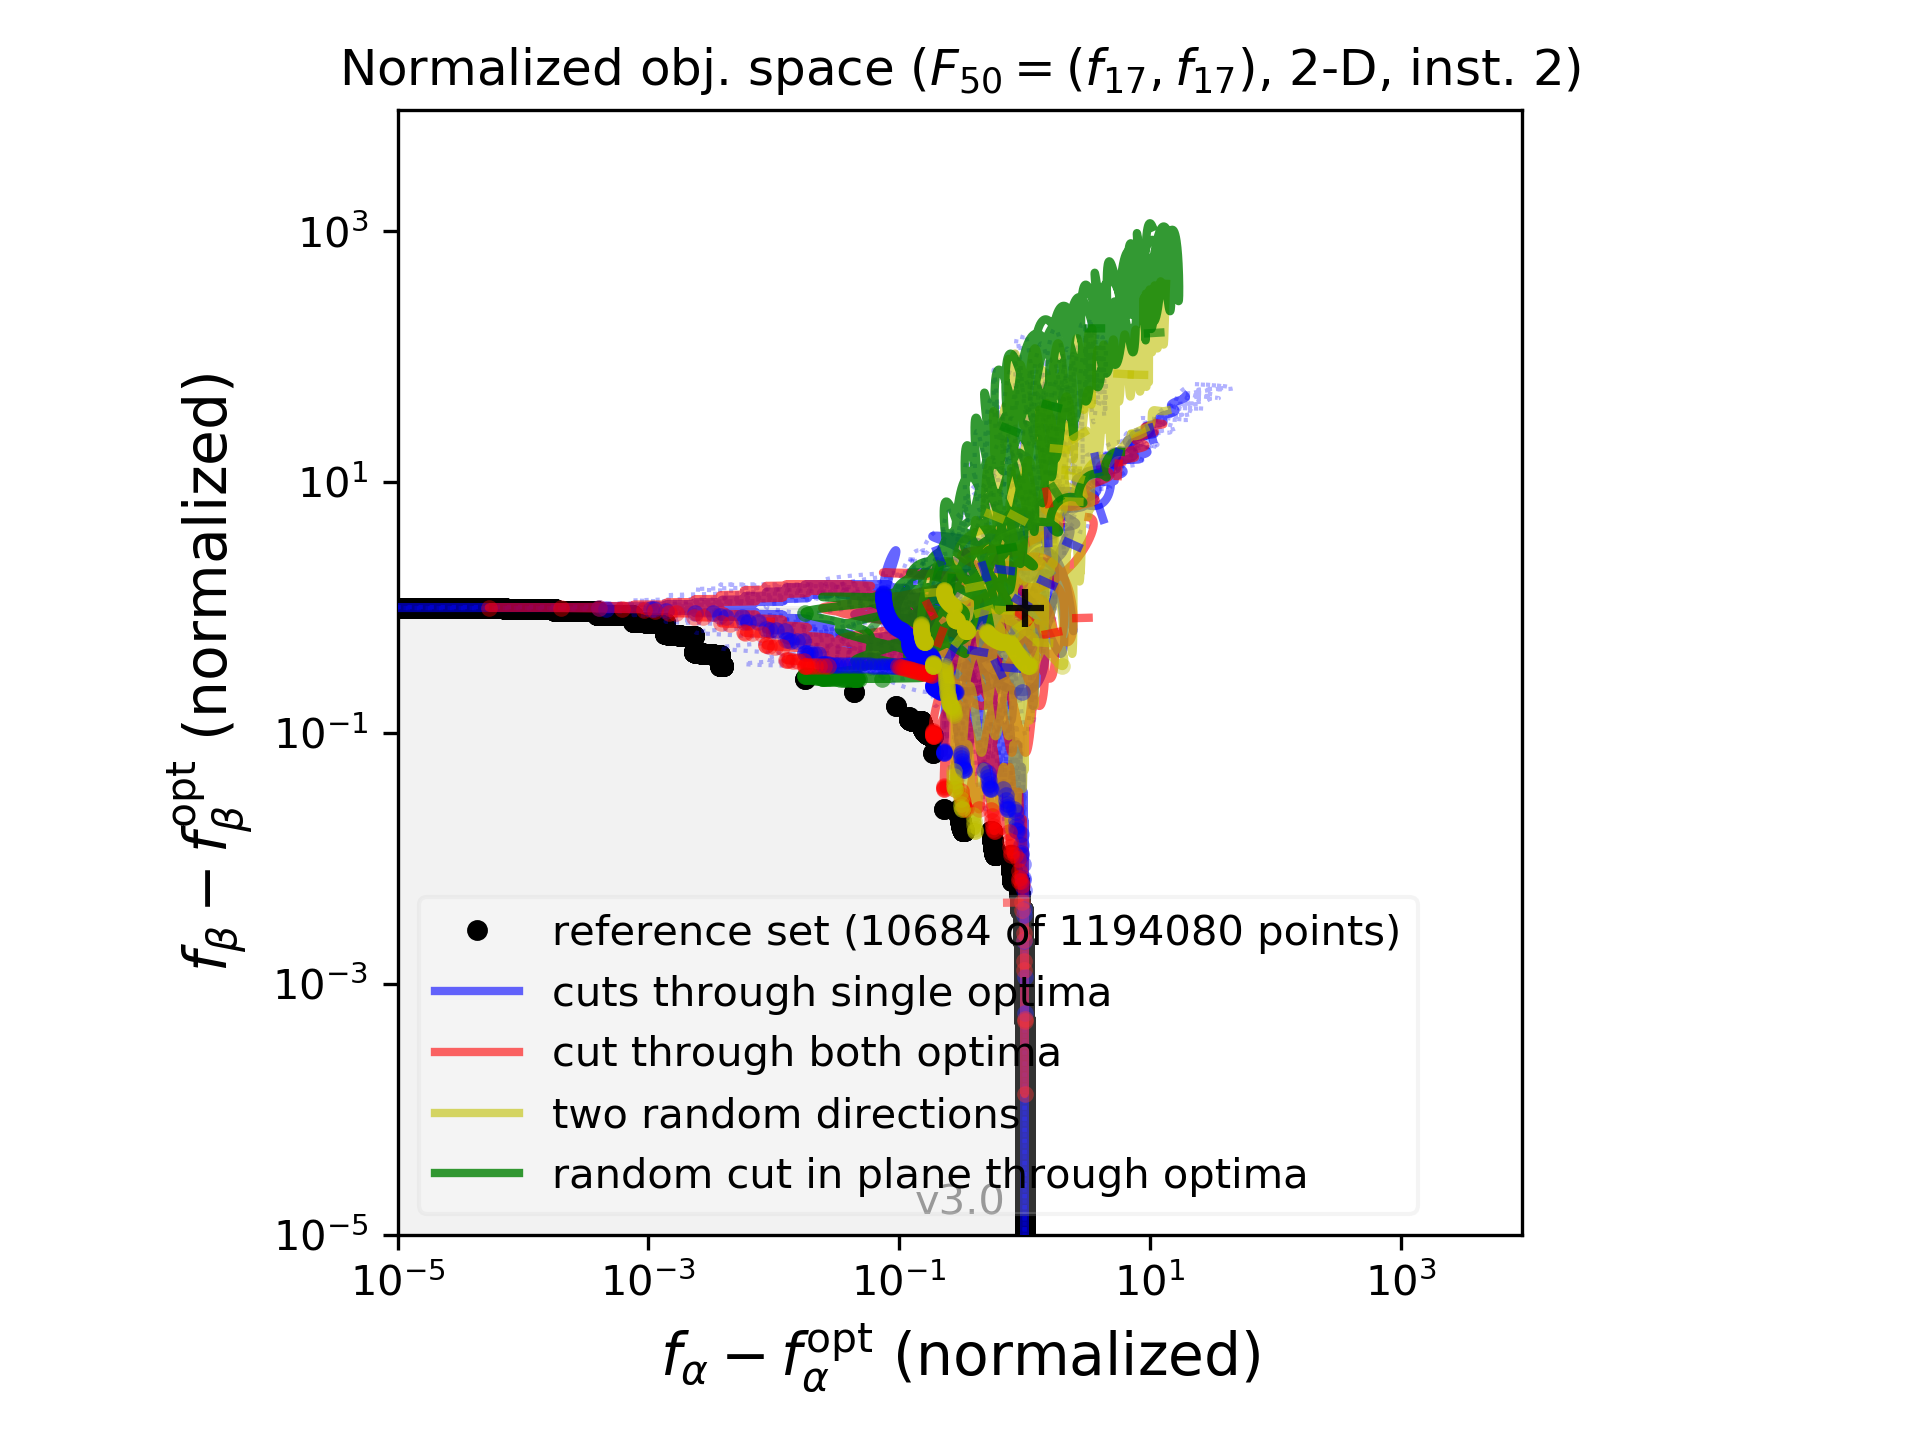 Normalized obj. space (F₅₀ = (f₁₇, f₁₇), 2-D, inst. 2)
10³
10¹
10⁻¹
10⁻³
10⁻⁵
f_β − f_β^opt (normalized)
reference set (10684 of 1194080 points)
cuts through single optima
cut through both optima
two random directions
random cut in plane through optima
v3.0
10⁻⁵ 10⁻³ 10⁻¹ 10¹ 10³
f_α − f_α^opt (normalized)